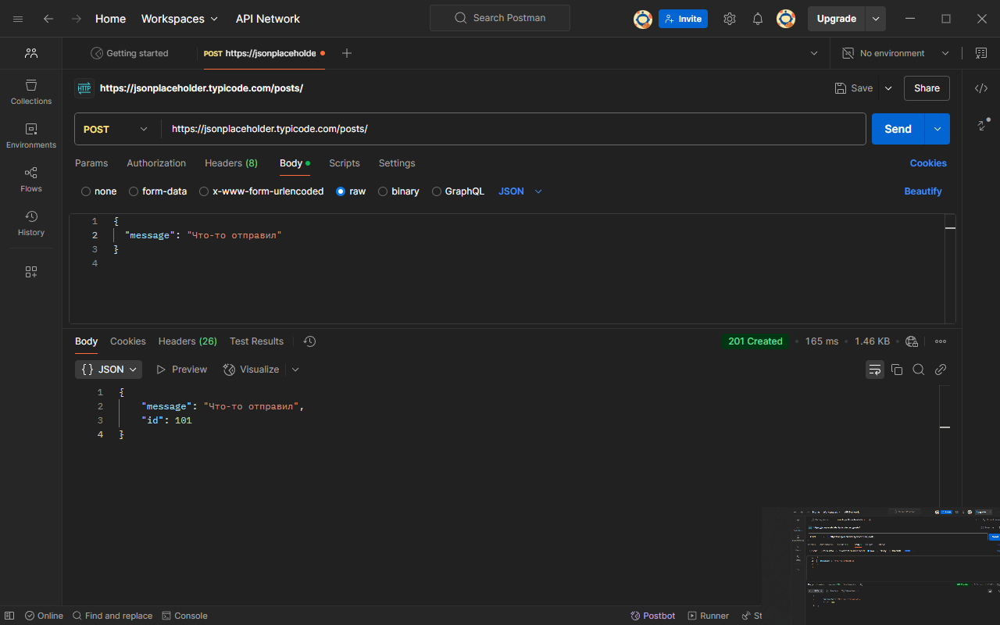 Home Workspaces API Network Search Postman Invite Upgrade
Getting started POST https://jsonplaceholde No environment
HTTP https://jsonplaceholder.typicode.com/posts/ Save Share
Collections
POST https://jsonplaceholder.typicode.com/posts/ Send
Environments
Params Authorization Headers (8) Body Scripts Settings Cookies
Flows
none form-data x-www-form-urlencoded raw binary GraphQL JSON Beautify
History
1 {
2 "message": "Что-то отправил"
3 }
4
Body Cookies Headers (26) Test Results 201 Created 165 ms 1.46 KB
{ } JSON Preview Visualize
1 {
2 "message": "Что-то отправил",
3 "id": 101
4 }
Online Find and replace Console Postbot Runner St